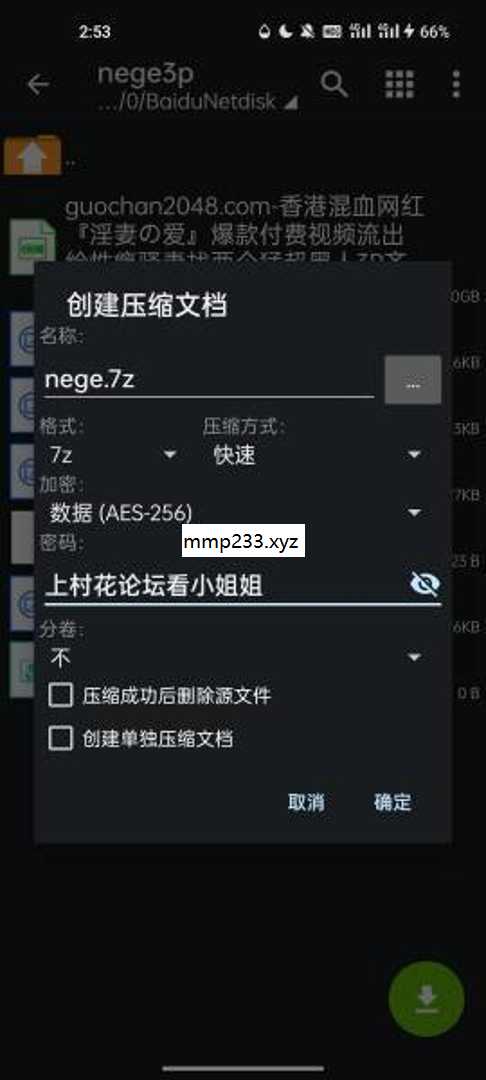 2:53
66%
nege3p
.../0/BaiduNetdisk
..
guochan2048.com-香港混血网红
『淫妻の爱』爆款付费视频流出
创建压缩文档
0GB
名称:
6KB
nege.7z
...
3KB
格式:
压缩方式:
7z
快速
加密:
7KB
数据 (AES-256)
密码:
mmp233.xyz
23 B
上村花论坛看小姐姐
分卷:
6KB
不
压缩成功后删除源文件
0 B
创建单独压缩文档
取消
确定